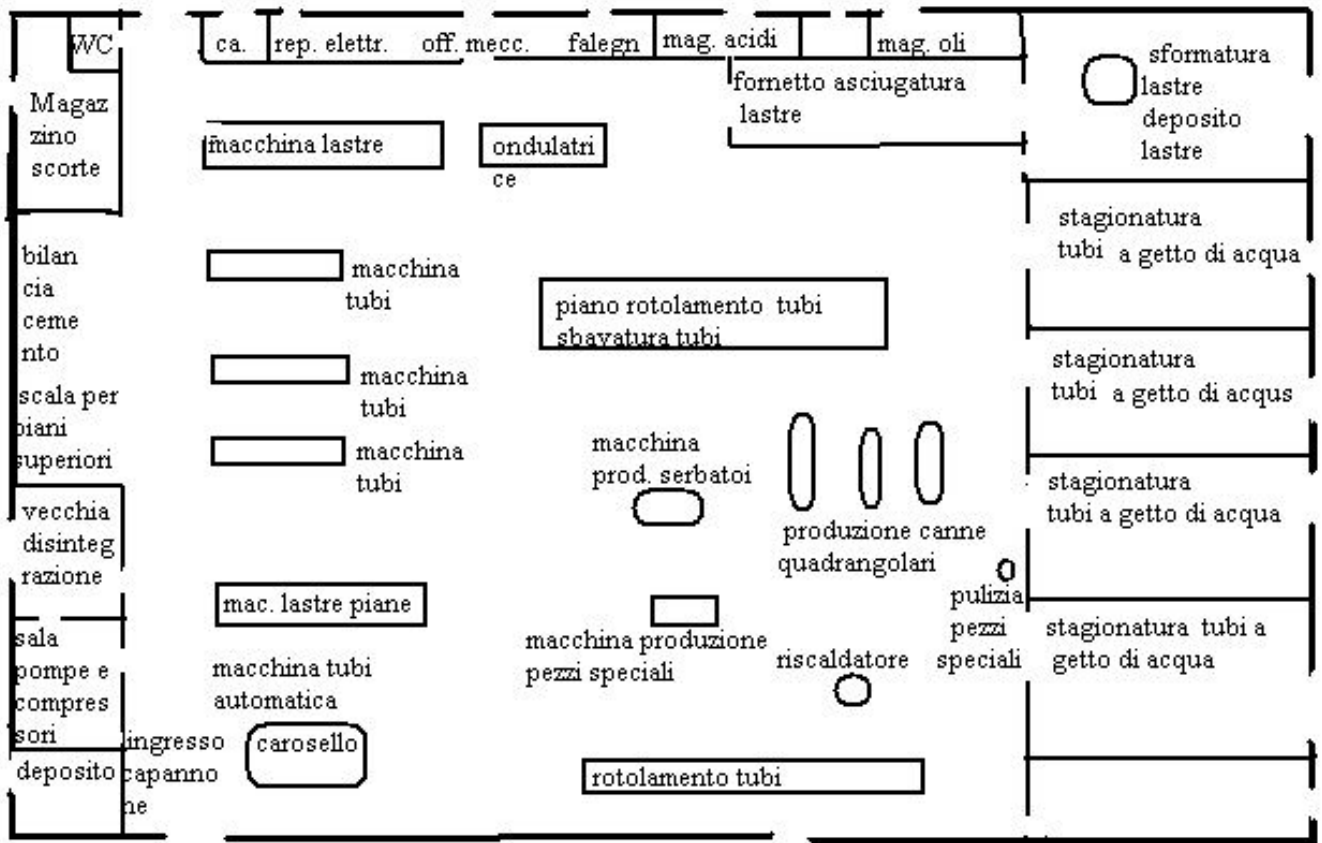 WC
ca.
rep. elettr.
off. mecc.
falegn
mag. acidi
mag. oli
sformatura
lastre
deposito
lastre
fornetto asciugatura
lastre
Magaz
zino
scorte
macchina lastre
ondulatri
ce
stagionatura
tubi a getto di acqua
bilan
cia
ceme
nto
macchina
tubi
piano rotolamento tubi
sbavatura tubi
stagionatura
tubi a getto di acqus
scala per
piani
superiori
macchina
tubi
macchina
tubi
macchina
prod. serbatoi
produzione canne
quadrangolari
stagionatura
tubi a getto di acqua
vecchia
disinteg
razione
mac. lastre piane
macchina produzione
pezzi speciali
pulizia
pezzi
speciali
stagionatura tubi a
getto di acqua
sala
pompe e
compres
sori
macchina tubi
automatica
riscaldatore
deposito
ingresso
capanno
ne
carosello
rotolamento tubi